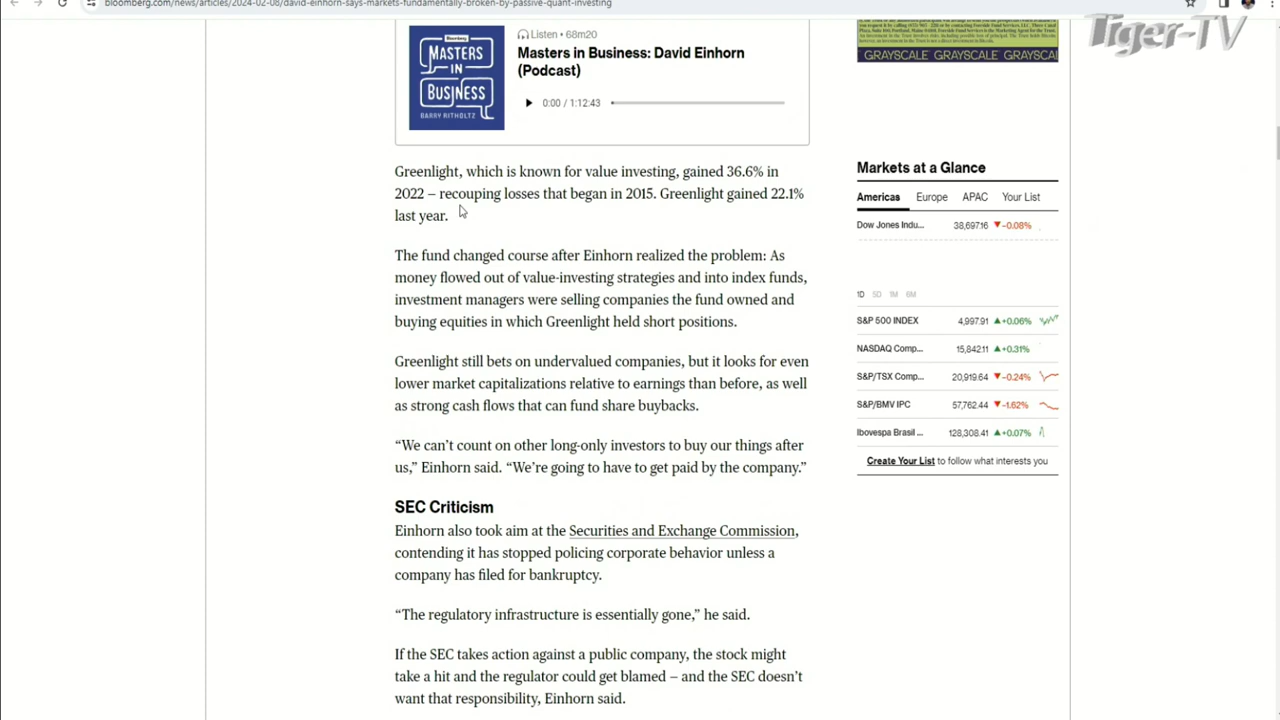 bloomberg.com/news/articles/2024-02-08/david-einhorn-says-markets-fundamentally-broken-by-passive-quant-investing
Tiger-TV
Bloomberg
MASTERS
IN
BUSINESS
BARRY RITHOLTZ
Listen • 68m20
Masters in Business: David Einhorn
(Podcast)
0:00 / 1:12:43
GRAYSCALE GRAYSCALE GRAYSCAL
Greenlight, which is known for value investing, gained 36.6% in
2022 – recouping losses that began in 2015. Greenlight gained 22.1%
last year.
The fund changed course after Einhorn realized the problem: As
money flowed out of value-investing strategies and into index funds,
investment managers were selling companies the fund owned and
buying equities in which Greenlight held short positions.
Greenlight still bets on undervalued companies, but it looks for even
lower market capitalizations relative to earnings than before, as well
as strong cash flows that can fund share buybacks.
“We can’t count on other long-only investors to buy our things after
us,” Einhorn said. “We’re going to have to get paid by the company.”
SEC Criticism
Einhorn also took aim at the Securities and Exchange Commission,
contending it has stopped policing corporate behavior unless a
company has filed for bankruptcy.
“The regulatory infrastructure is essentially gone,” he said.
If the SEC takes action against a public company, the stock might
take a hit and the regulator could get blamed – and the SEC doesn’t
want that responsibility, Einhorn said.
Markets at a Glance
Americas Europe APAC Your List
Dow Jones Indu... 38,697.16 ▼-0.08%
1D 5D 1M 6M
S&P 500 INDEX 4,997.91 ▲+0.06%
NASDAQ Comp... 15,842.11 ▲+0.31%
S&P/TSX Comp... 20,919.64 ▼-0.24%
S&P/BMV IPC 57,762.44 ▼-1.62%
Ibovespa Brasil ... 128,308.41 ▲+0.07%
Create Your List to follow what interests you